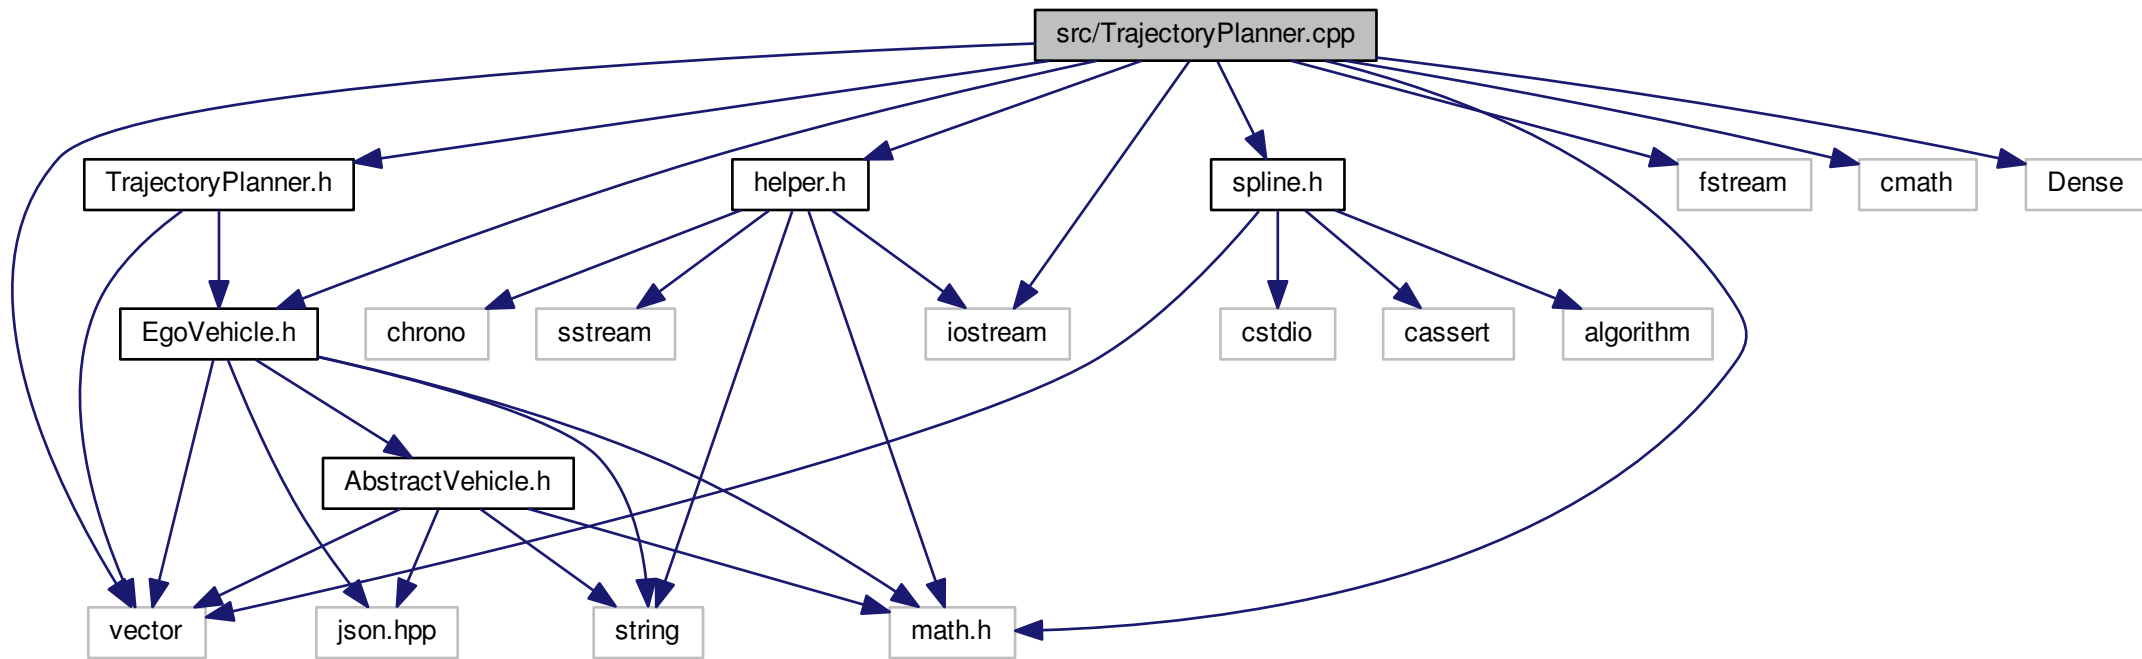 src/TrajectoryPlanner.cpp
TrajectoryPlanner.h
helper.h
spline.h
fstream
cmath
Dense
EgoVehicle.h
chrono
sstream
iostream
cstdio
cassert
algorithm
AbstractVehicle.h
vector
json.hpp
string
math.h